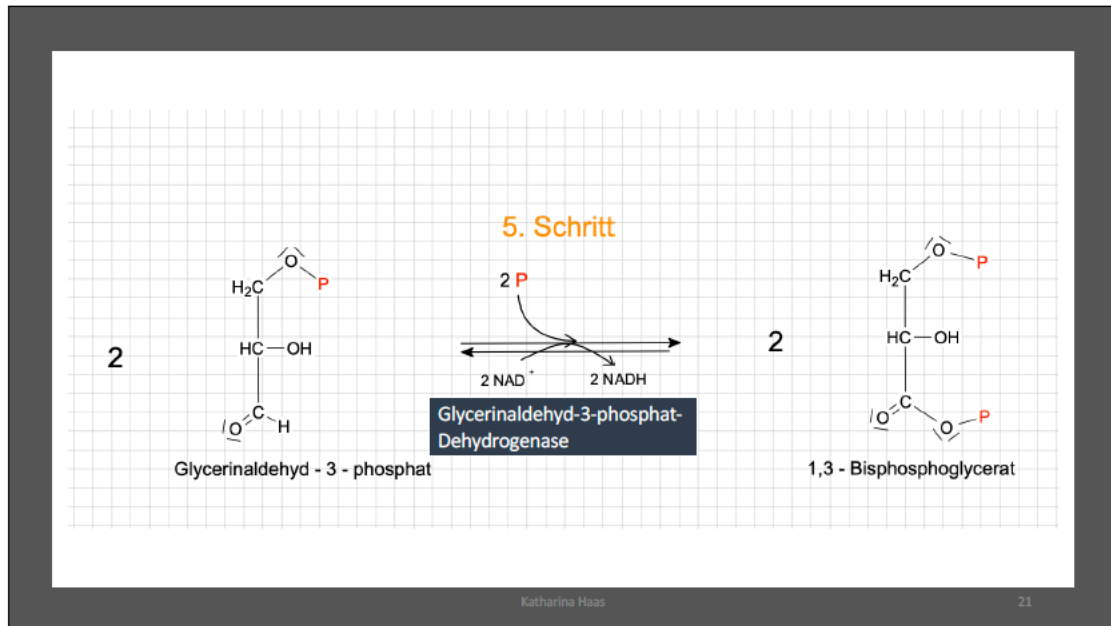 5. Schritt
2
H₂C
O
P
HC—OH
O
C
H
Glycerinaldehyd - 3 - phosphat
2 P
2 NAD⁺
2 NADH
Glycerinaldehyd-3-phosphat-
Dehydrogenase
2
H₂C
O
P
HC—OH
O
C
O
P
1,3 - Bisphosphoglycerat
Katharina Haas
21